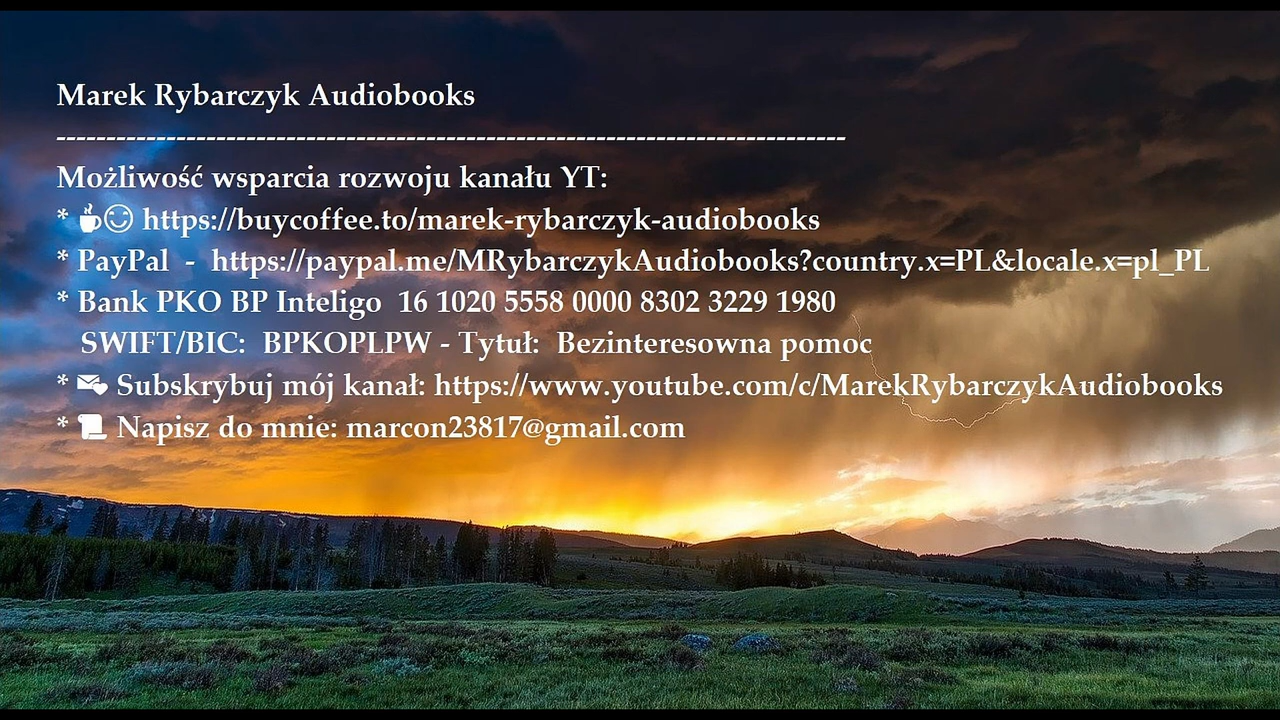 Marek Rybarczyk Audiobooks
-------------------------------------------------------------------------------
Możliwość wsparcia rozwoju kanału YT:
* ☕☺ https://buycoffee.to/marek-rybarczyk-audiobooks
* PayPal - https://paypal.me/MRybarczykAudiobooks?country.x=PL&locale.x=pl_PL
* Bank PKO BP Inteligo 16 1020 5558 0000 8302 3229 1980
SWIFT/BIC: BPKOPLPW - Tytuł: Bezinteresowna pomoc
* Subskrybuj mój kanał: https://www.youtube.com/c/MarekRybarczykAudiobooks
* Napisz do mnie: marcon23817@gmail.com